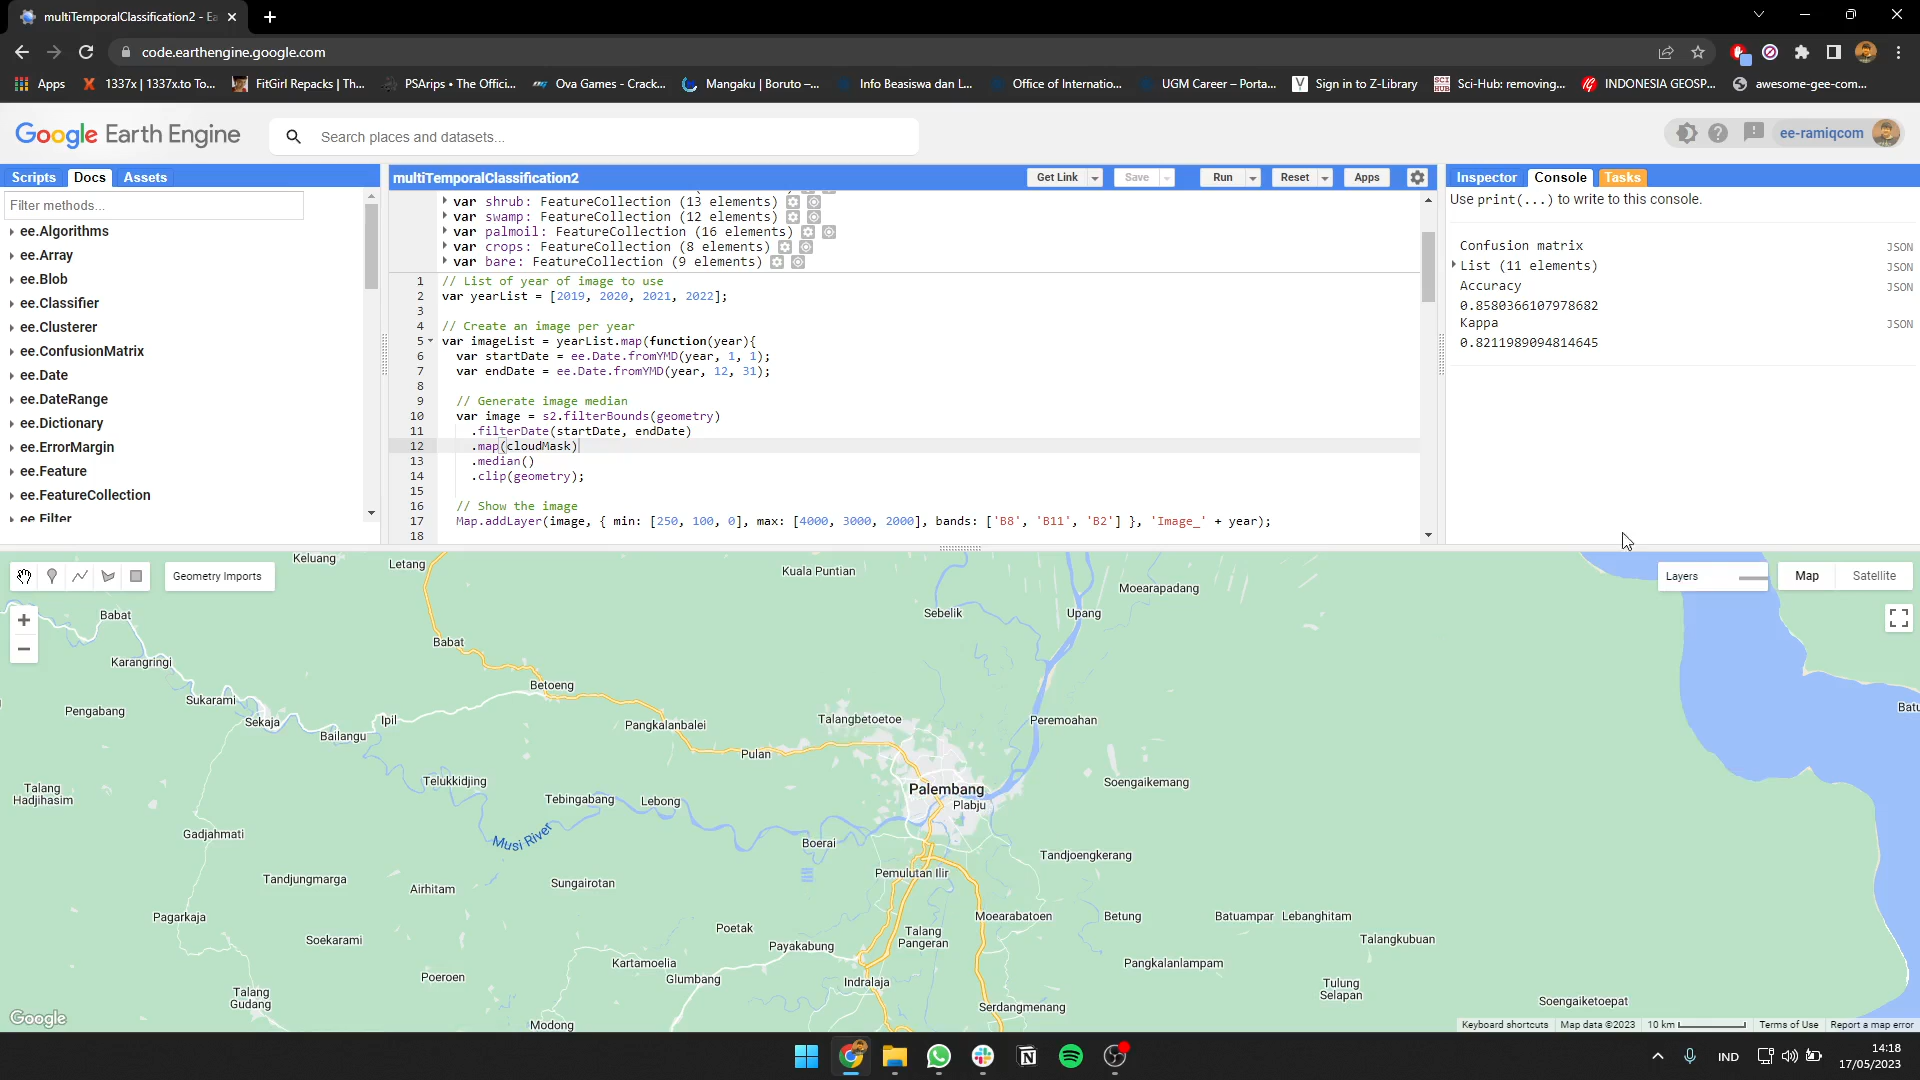 multiTemporalClassification2 - Ea
code.earthengine.google.com
Apps
1337x | 1337x.to To...
FitGirl Repacks | Th...
PSArips • The Offici...
Ova Games - Crack...
Mangaku | Boruto –...
Info Beasiswa dan L...
Office of Internatio...
UGM Career – Porta...
Sign in to Z-Library
Sci-Hub: removing...
INDONESIA GEOSP...
awesome-gee-com...
Google Earth Engine
Search places and datasets...
ee-ramiqcom
Scripts
Docs
Assets
Filter methods...
ee.Algorithms
ee.Array
ee.Blob
ee.Classifier
ee.Clusterer
ee.ConfusionMatrix
ee.Date
ee.DateRange
ee.Dictionary
ee.ErrorMargin
ee.Feature
ee.FeatureCollection
ee.Filter
multiTemporalClassification2
Get Link
Save
Run
Reset
Apps
var shrub: FeatureCollection (13 elements)
var swamp: FeatureCollection (12 elements)
var palmoil: FeatureCollection (16 elements)
var crops: FeatureCollection (8 elements)
var bare: FeatureCollection (9 elements)
1 // List of year of image to use
2 var yearList = [2019, 2020, 2021, 2022];
3
4 // Create an image per year
5 var imageList = yearList.map(function(year){
6 var startDate = ee.Date.fromYMD(year, 1, 1);
7 var endDate = ee.Date.fromYMD(year, 12, 31);
8
9 // Generate image median
10 var image = s2.filterBounds(geometry)
11 .filterDate(startDate, endDate)
12 .map(cloudMask)
13 .median()
14 .clip(geometry);
15
16 // Show the image
17 Map.addLayer(image, { min: [250, 100, 0], max: [4000, 3000, 2000], bands: ['B8', 'B11', 'B2'] }, 'Image_' + year);
18
Inspector
Console
Tasks
Use print(...) to write to this console.
Confusion matrix
JSON
List (11 elements)
JSON
Accuracy
JSON
0.8580366107978682
Kappa
JSON
0.8211989094814645
Geometry Imports
Layers
Map
Satellite
Keluang
Letang
Kuala Puntian
Moearapadang
Babat
Sebelik
Upang
Babat
Karangringi
Betoeng
Sukarami
Pengabang
Sekaja
Ipil
Bailangu
Pangkalanbalei
Talangbetoetoe
Peremoahan
Batu
Pulan
Telukkidjing
Soengaikemang
Talang
Hadjihasim
Tebingabang
Lebong
Palembang
Plabju
Gadjahmati
Musi River
Boerai
Tandjoengkerang
Tandjungmarga
Airhitam
Sungairotan
Pemulutan Ilir
Pagarkaja
Moearabatoen
Betung
Batuampar
Lebanghitam
Soekarami
Poetak
Payakabung
Talang
Pangeran
Talangkubuan
Poeroen
Kartamoelia
Glumbang
Indralaja
Pangkalanlampam
Tulung
Selapan
Talang
Gudang
Serdangmenang
Soengaiketoepat
Modong
Google
Keyboard shortcuts
Map data ©2023
10 km
Terms of Use
Report a map error
IND
14:18
17/05/2023